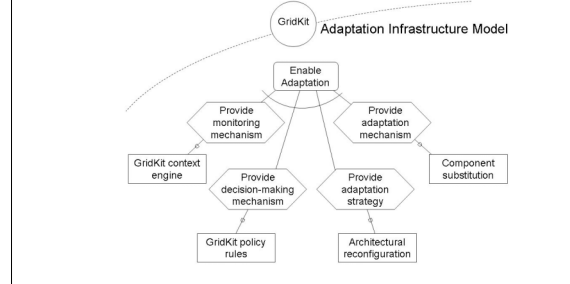 GridKit
Adaptation Infrastructure Model
Enable
Adaptation
Provide
monitoring
mechanism
Provide
adaptation
mechanism
GridKit context
engine
Provide
decision-making
mechanism
Provide
adaptation
strategy
Component
substitution
GridKit policy
rules
Architectural
reconfiguration